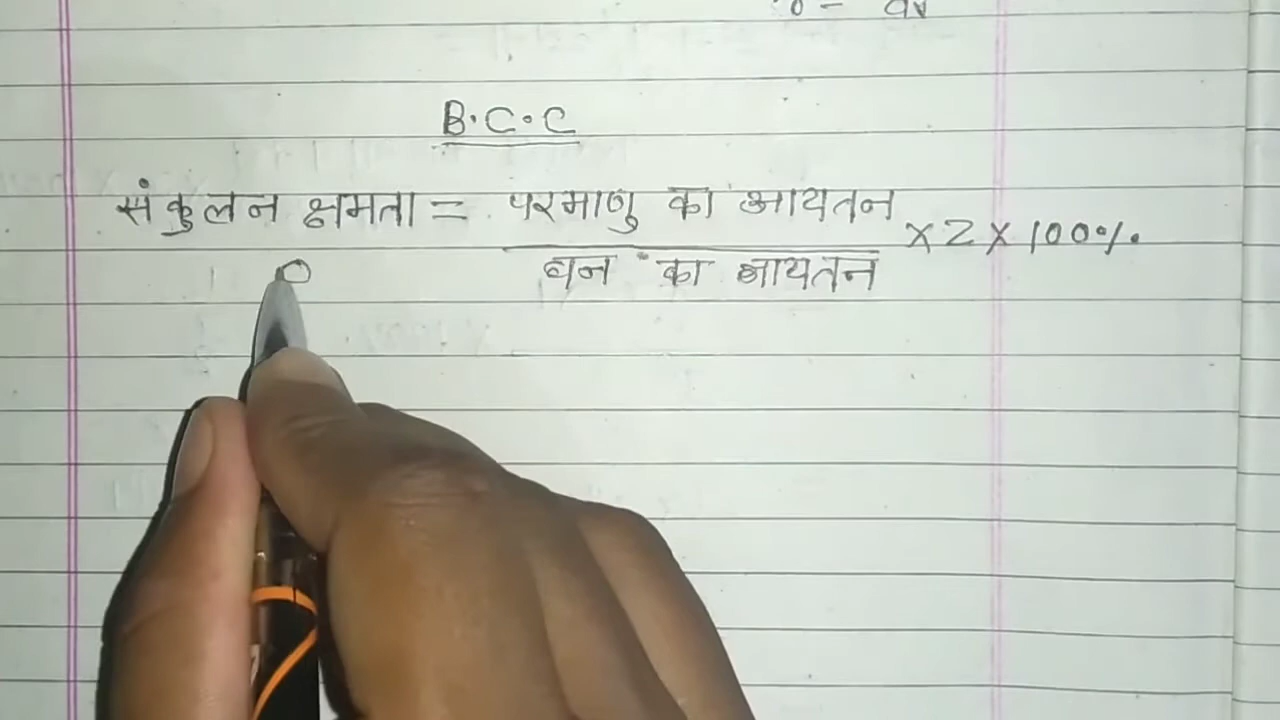 B.C.C
संकुलन क्षमता = परमाणु का आयतन × Z × 100%
घन का आयतन